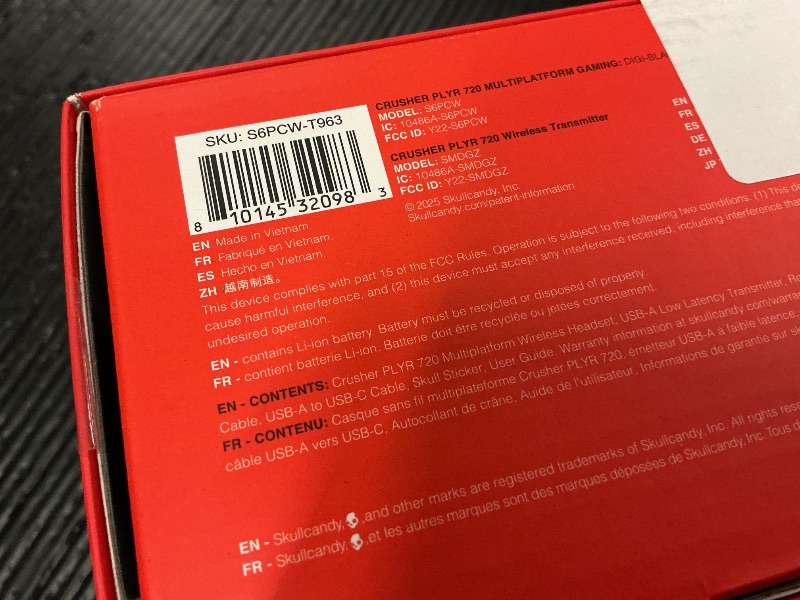 SKU: S6PCW-T963
8 10145 32098 3
CRUSHER PLYR 720 MULTIPLATFORM GAMING: DIGI-BLA
MODEL: S6PCW
IC: 10486A-S6PCW
FCC ID: Y22-S6PCW
CRUSHER PLYR 720 Wireless Transmitter
MODEL: SMDGZ
IC: 10486A-SMDGZ
FCC ID: Y22-SMDGZ
© 2025 Skullcandy, Inc.
Skullcandy.com/patent-information
EN
FR
ES
DE
ZH
JP
EN Made in Vietnam
FR Fabriqué en Vietnam.
ES Hecho en Vietnam.
ZH 越南制造。
This device complies with part 15 of the FCC Rules. Operation is subject to the following two conditions. (1) This de
cause harmful interference, and (2) this device must accept any interference received, including interference tha
undesired operation.
EN - contains Li-ion battery. Battery must be recycled or disposed of properly.
FR - contient batterie Li-ion. Batterie doit être recyclée ou jetées correctement.
EN - CONTENTS: Crusher PLYR 720 Multiplatform Wireless Headset, USB-A Low Latency Transmitter, Re
Cable, USB-A to USB-C Cable, Skull Sticker, User Guide. Warranty information at skullcandy.com/warran
FR - CONTENU: Casque sans fil multiplateforme Crusher PLYR 720, émetteur USB-A à faible latence,
câble USB-A vers USB-C, Autocollant de crâne, Auide de l'utilisateur, Informations de garantie sur sk
EN - Skullcandy, ,and other marks are registered trademarks of Skullcandy, Inc. All rights rese
FR - Skullcandy, ,et les autres marques sont des marques déposées de Skullcandy, Inc. Tous d